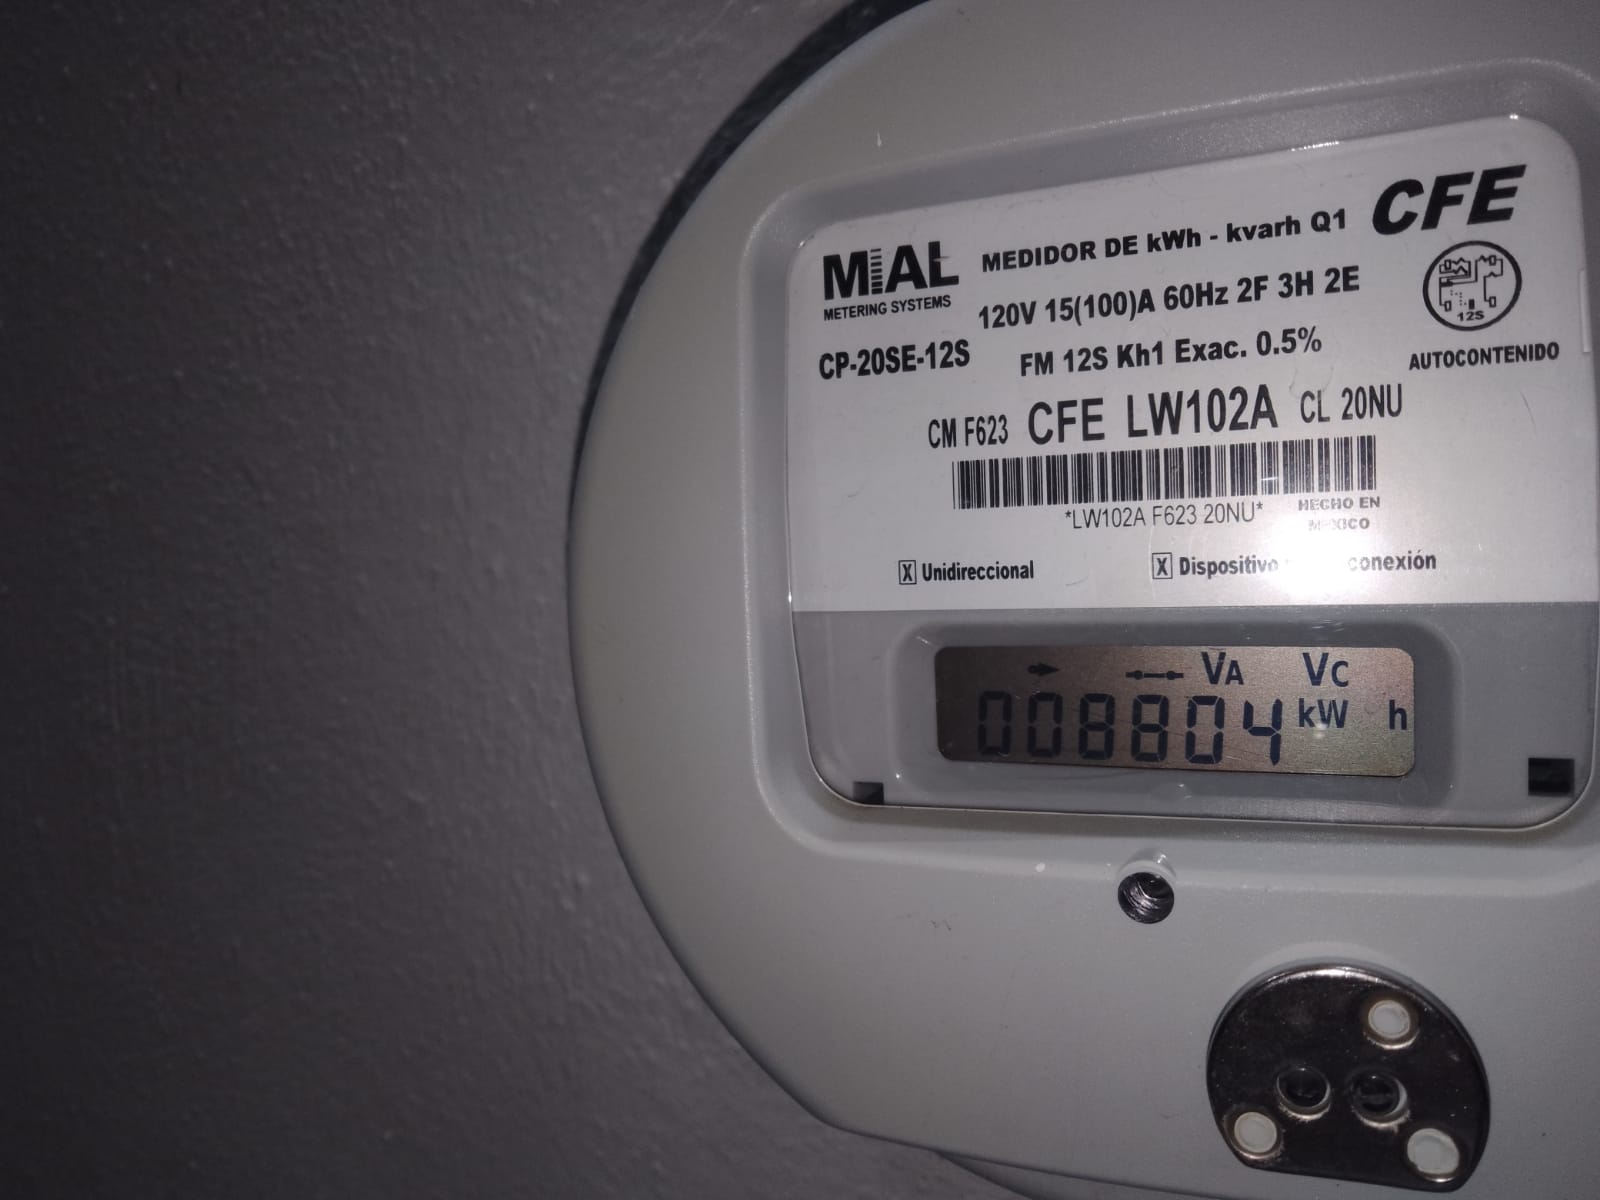 CFE
MIAL
METERING SYSTEMS
MEDIDOR DE kWh - kvarh Q1
120V 15(100)A 60Hz 2F 3H 2E
12S
CP-20SE-12S
FM 12S Kh1 Exac. 0.5%
AUTOCONTENIDO
CM F623 CFE LW102A CL 20NU
*LW102A F623 20NU*
HECHO EN
MEXICO
X Unidireccional
X Dispositivo conexión
VA VC
008804 kW h